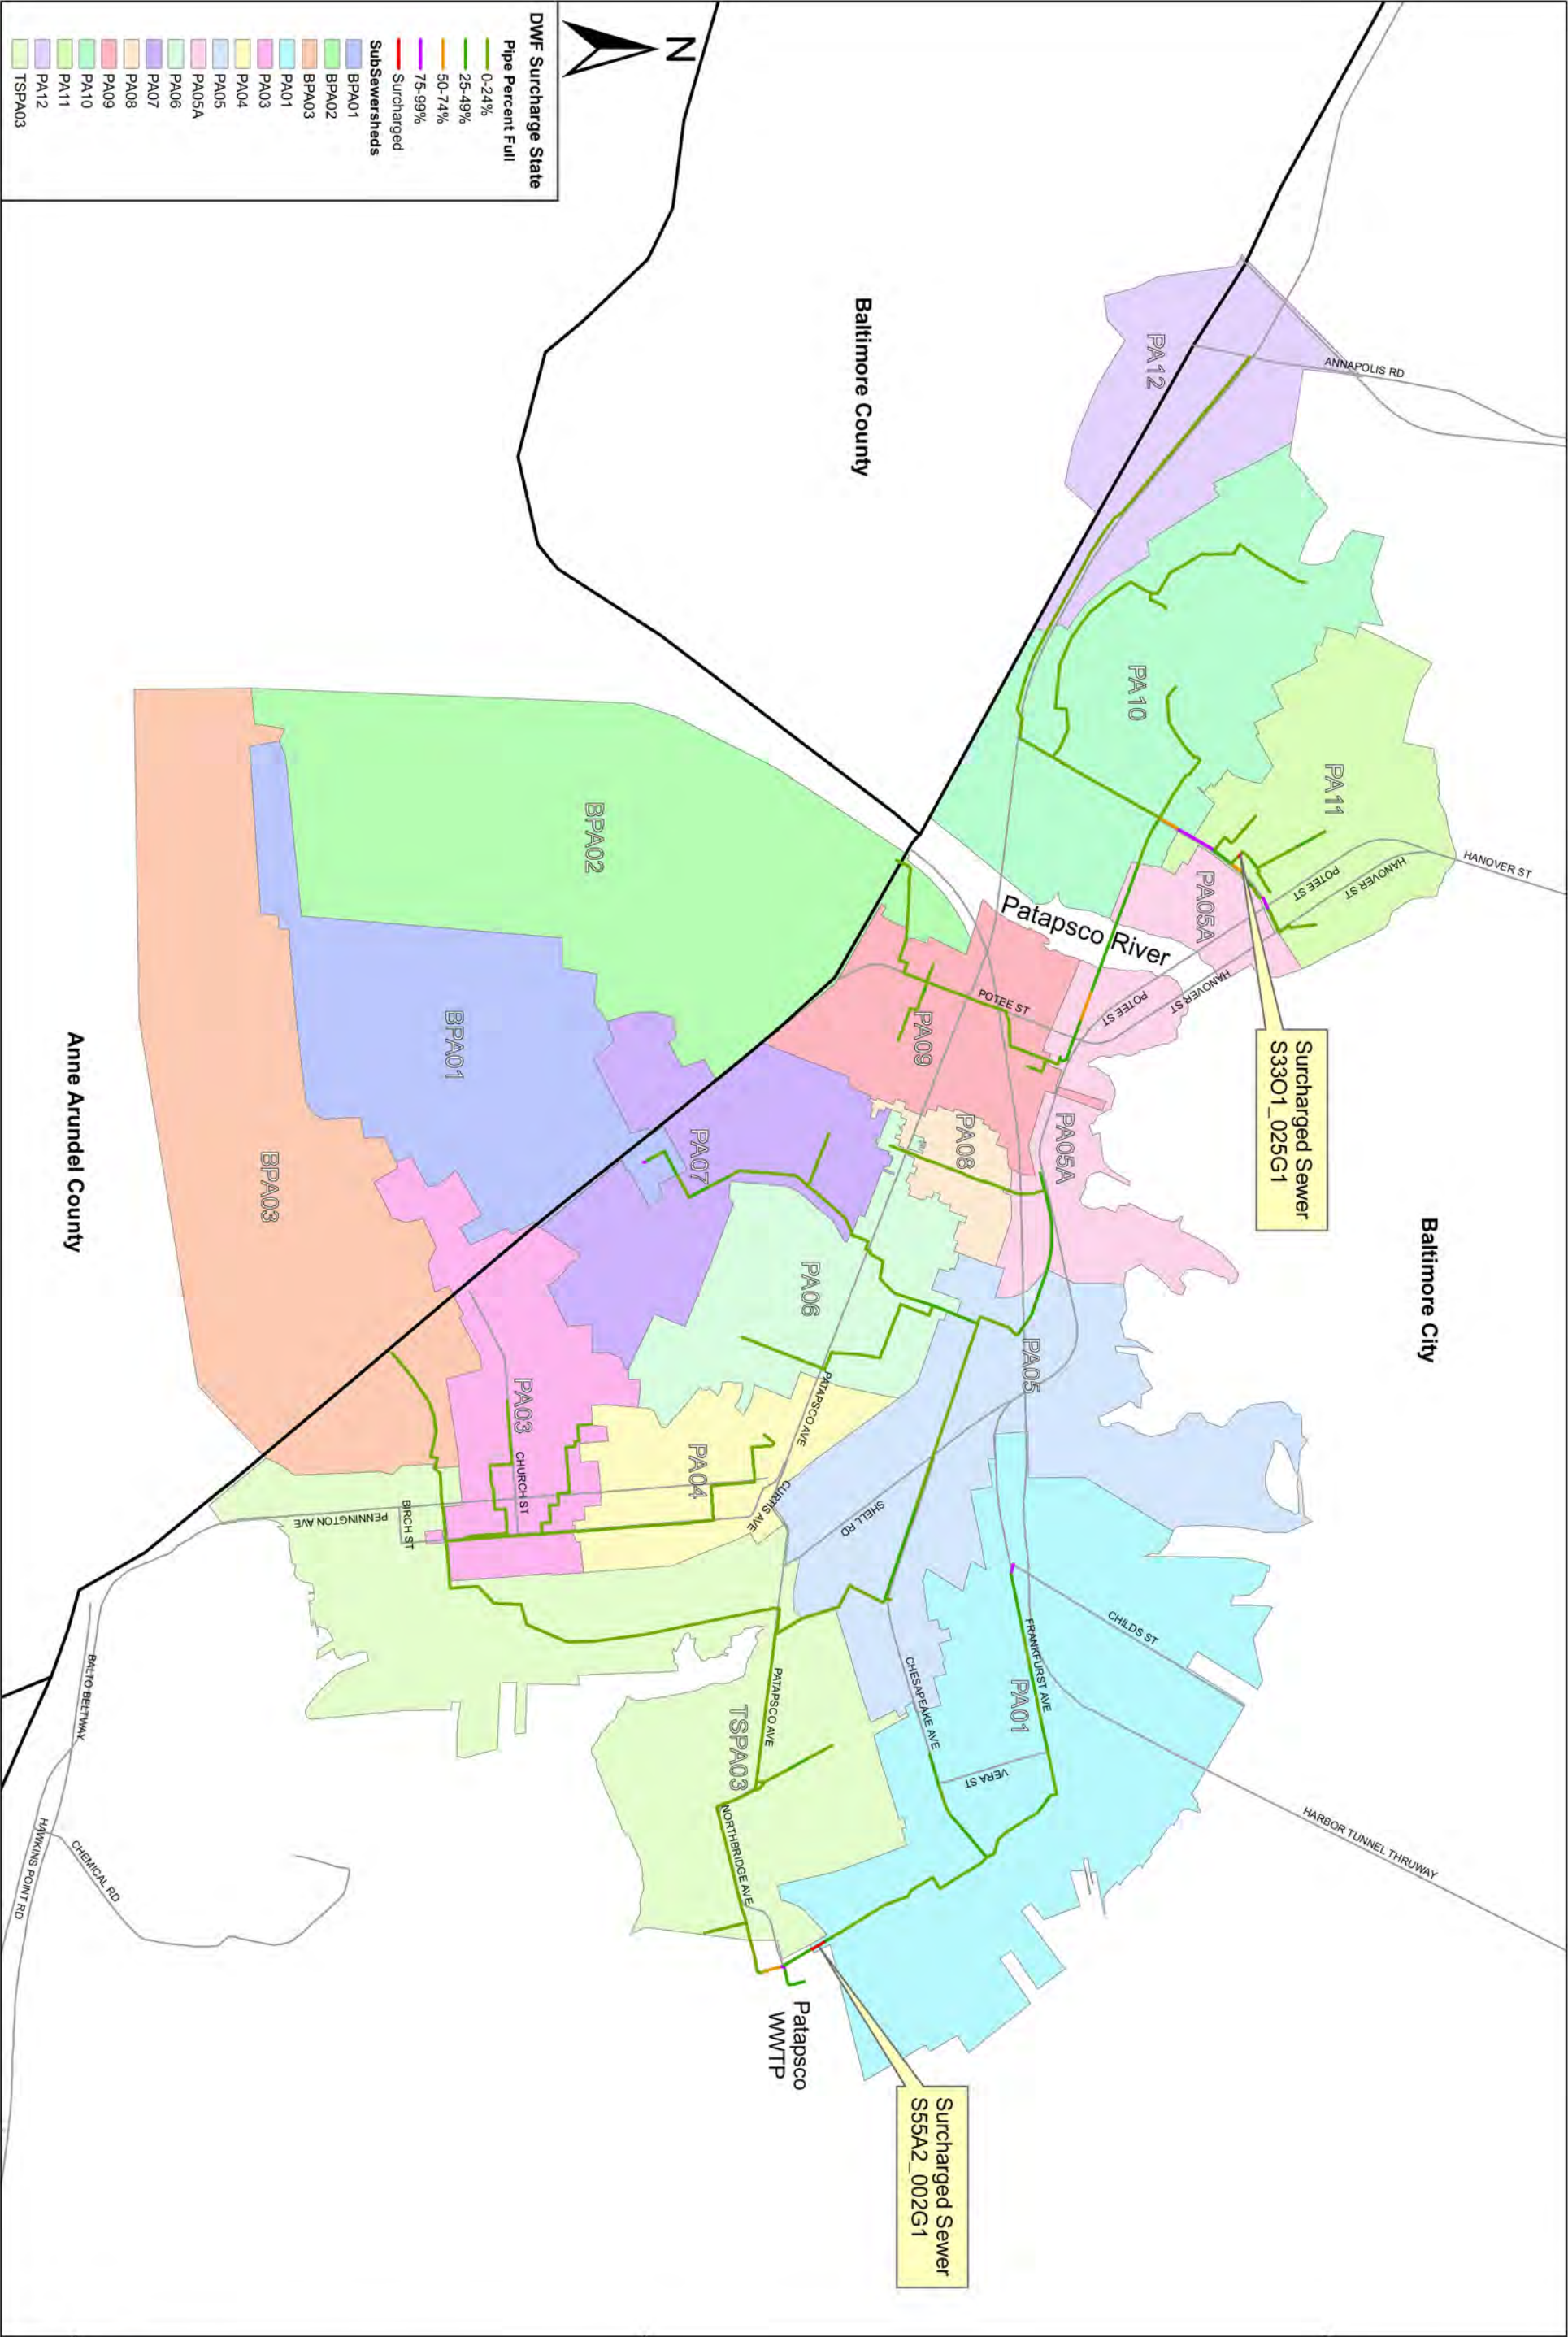 DWF Surcharge State
Pipe Percent Full
0-24%
25-49%
50-74%
75-99%
Surcharged
SubSewersheds
BPA01
BPA02
BPA03
PA01
PA03
PA04
PA05
PA05A
PA06
PA07
PA08
PA09
PA10
PA11
PA12
TSPA03
N
Baltimore County
Baltimore City
Anne Arundel County
Patapsco River
Surcharged Sewer
S33O1_025G1
Surcharged Sewer
S55A2_002G1
Patapsco
WWTP
PA12
PA10
PA11
PA05A
PA09
PA08
PA05A
PA07
PA06
PA05
PA04
PA03
PA01
TSPA03
BPA02
BPA01
BPA03
ANNAPOLIS RD
HANOVER ST
HANOVER ST
POTEE ST
HANOVER ST
POTEE ST
POTEE ST
PATAPSCO AVE
CURTIS AVE
SHELL RD
CHURCH ST
BIRCH ST
PENNINGTON AVE
CHILDS ST
FRANKFURST AVE
CHESAPEAKE AVE
VERA ST
PATAPSCO AVE
NORTHBRIDGE AVE
HARBOR TUNNEL THRUWAY
BALTO BELTWAY
CHEMICAL RD
HAWKINS POINT RD